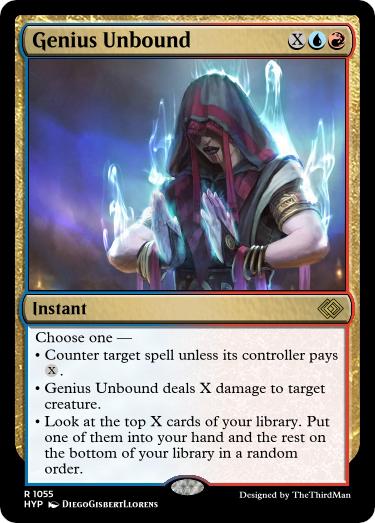 Genius Unbound X
Instant
Choose one —
• Counter target spell unless its controller pays
X.
• Genius Unbound deals X damage to target
creature.
• Look at the top X cards of your library. Put
one of them into your hand and the rest on
the bottom of your library in a random
order.
R 1055
HYP DiegoGisbertLlorens
Designed by TheThirdMan